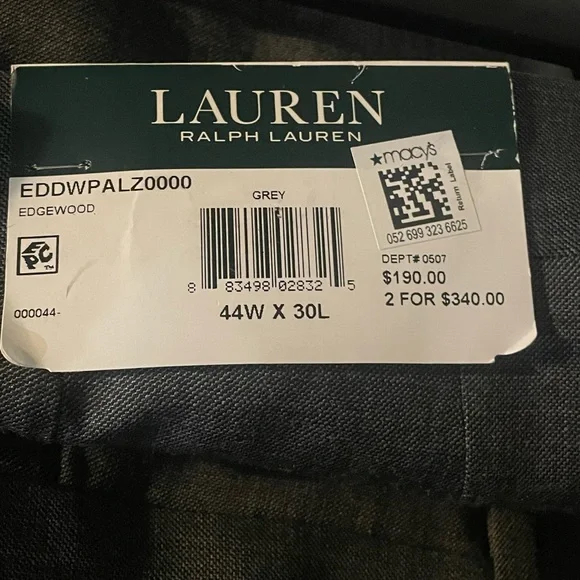 LAUREN
RALPH LAUREN
EDDWPALZ0000
EDGEWOOD
GREY
★macy's
Return Label
052 699 323 6625
EPC™
DEPT# 0507
$190.00
2 FOR $340.00
8 83498 02832 5
000044-
44W X 30L